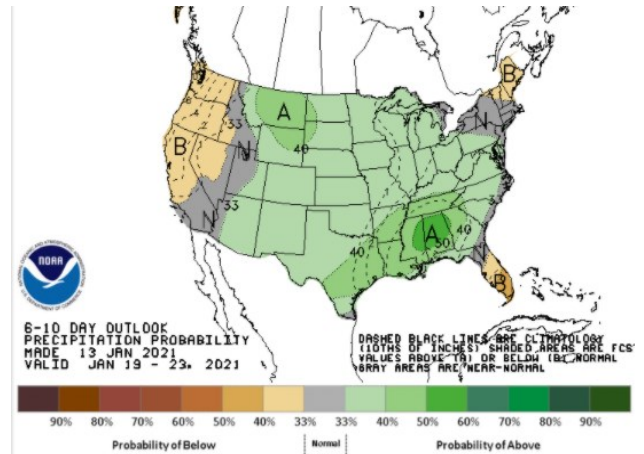 B
A
N
33
40
B
N
N
33
A
50
40
40
N
B
NOAA
6-10 DAY OUTLOOK
PRECIPITATION PROBABILITY
MADE 13 JAN 2021
VALID JAN 19 - 23, 2021
DASHED BLACK LINES ARE CLIMATOLOGY
(10THS OF INCHES) SHADED AREAS ARE FCST
VALUES ABOVE (A) OR BELOW (B) NORMAL
GRAY AREAS ARE NEAR-NORMAL
90% 80% 70% 60% 50% 40% 33% 33% 40% 50% 60% 70% 80% 90%
Probability of Below Normal Probability of Above